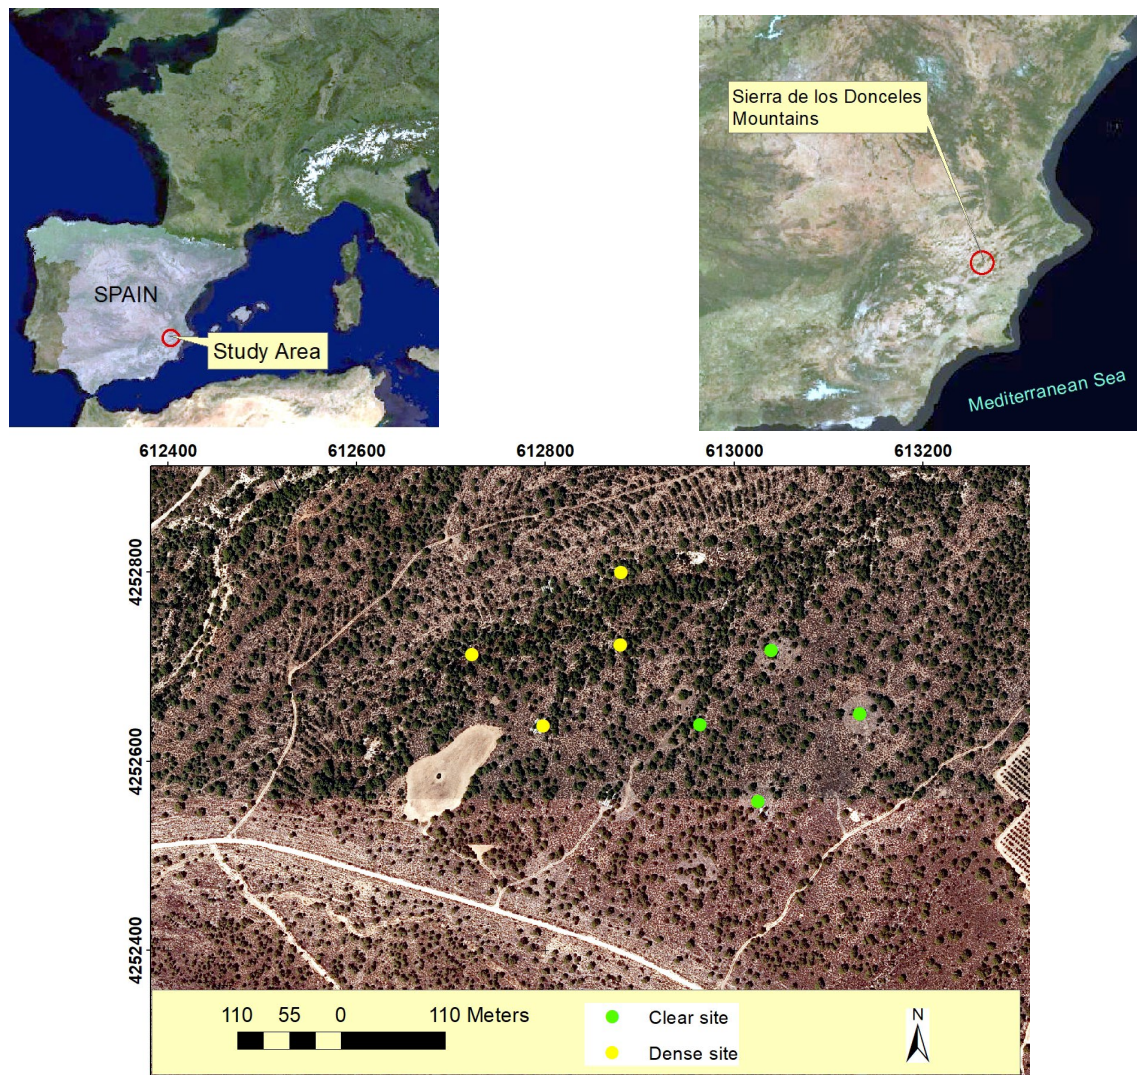 SPAIN
Study Area
Sierra de los Donceles
Mountains
Mediterranean Sea
612400 612600 612800 613000 613200
4252800
4252600
4252400
110 55 0 110 Meters
Clear site
Dense site
N